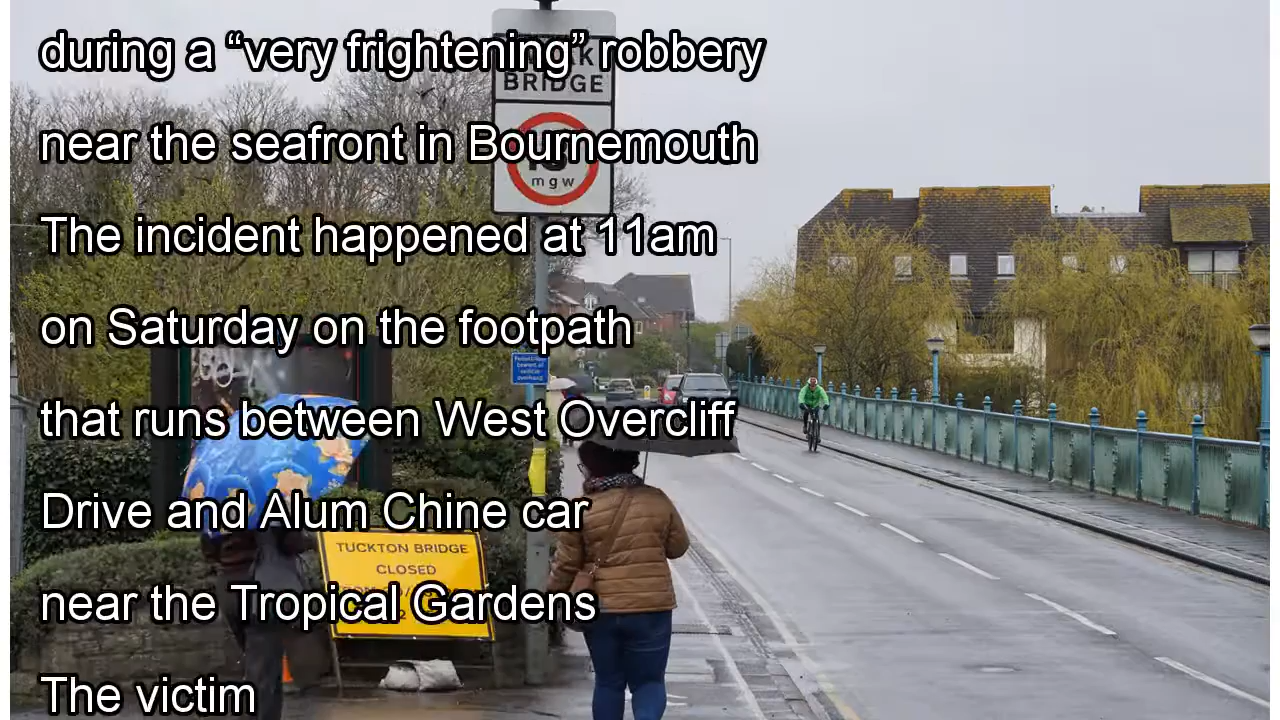 during a “very frightening” robbery
BRIDGE
near the seafront in Bournemouth
mgw
The incident happened at 11am
on Saturday on the footpath
that runs between West Overcliff
Drive and Alum Chine car
TUCKTON BRIDGE
CLOSED
near the Tropical Gardens
The victim